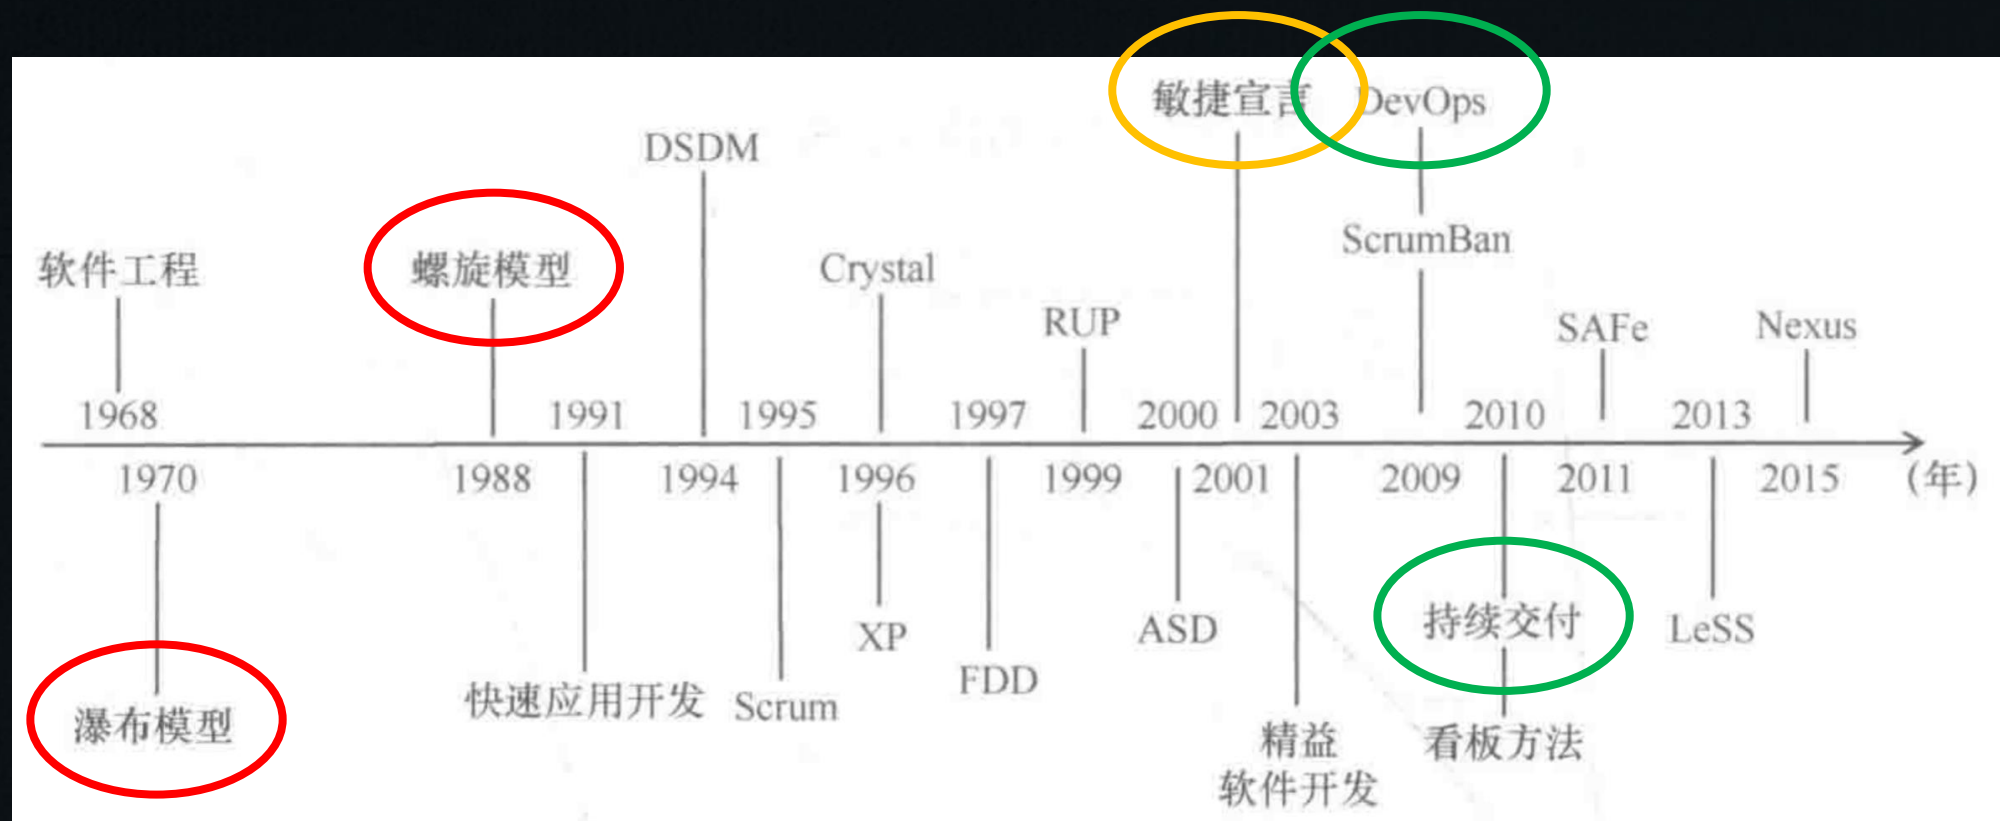 敏捷宣言
DevOps
DSDM
ScrumBan
软件工程
螺旋模型
Crystal
RUP
SAFe
Nexus
1968
1991
1995
1997
2000
2003
2010
2013
1970
1988
1994
1996
1999
2001
2009
2011
2015
(年)
持续交付
XP
ASD
LeSS
FDD
快速应用开发
Scrum
瀑布模型
精益
软件开发
看板方法